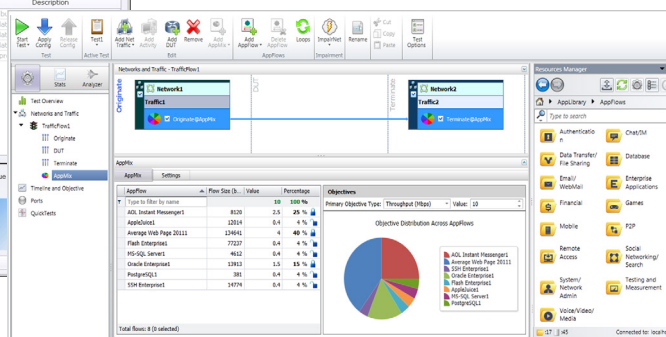 Description
Start
Test
Apply
Config
Release
Config
Test
Test1
Active Test
Add Net
Traffic
Add
Activity
Add
DUT
Remove
Edit
Add
AppMix
Add
AppFlow
Delete
AppFlow
Loops
AppFlows
ImpairNet
Impairment
Rename
Cut
Copy
Paste
Edit
Test
Options
Stats
Analyzer
Test Overview
Networks and Traffic
TrafficFlow1
Originate
DUT
Terminate
AppMix
Timeline and Objective
Ports
QuickTests
Networks and Traffic - TrafficFlow1
Originate
Network1
Traffic1
Originate@AppMix
DUT
Terminate
Network2
Traffic2
Terminate@AppMix
AppMix
AppMix Settings
AppFlow Flow Size (b... Value Percentage
Type to filter by name 10 100 %
AOL Instant Messenger1 8120 2.5 25 %
AppleJuice1 12014 0.4 4 %
Average Web Page 20111 134641 4 40 %
Flash Enterprise1 77237 0.4 4 %
MS-SQL Server1 4612 0.4 4 %
Oracle Enterprise1 13913 1.5 15 %
PostgreSQL1 381 0.4 4 %
SSH Enterprise1 14774 0.4 4 %
Total flows: 8 (0 selected)
Objectives
Primary Objective Type: Throughput (Mbps) Value: 10
Objective Distribution Across AppFlows
AOL Instant Messenger1
Average Web Page 20111
SSH Enterprise1
Oracle Enterprise1
Flash Enterprise1
AppleJuice1
MS-SQL Server1
PostgreSQL1
Resources Manager
AppLibrary AppFlows
Type to search
Authenticatio
n
Chat/IM
Data Transfer/
File Sharing
Database
Email/
WebMail
Enterprise
Applications
Financial
Games
Mobile
P2P
Remote
Access
Social
Networking/
Search
System/
Network
Admin
Testing and
Measurement
Voice/Video/
Media
:17 :45 Connected to: localh